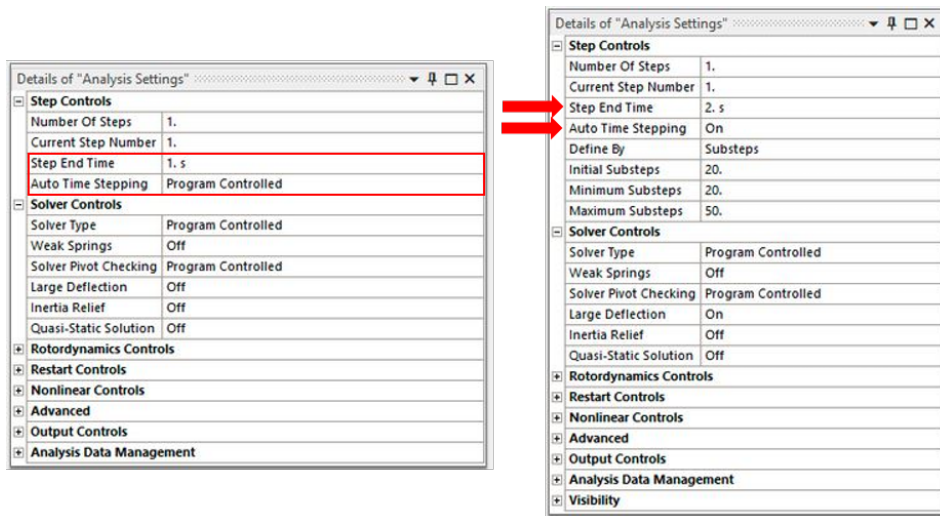 Details of "Analysis Settings"
Step Controls
Number Of Steps 1.
Current Step Number 1.
Step End Time 1. s
Auto Time Stepping Program Controlled
Solver Controls
Solver Type Program Controlled
Weak Springs Off
Solver Pivot Checking Program Controlled
Large Deflection Off
Inertia Relief Off
Quasi-Static Solution Off
Rotordynamics Controls
Restart Controls
Nonlinear Controls
Advanced
Output Controls
Analysis Data Management
Details of "Analysis Settings"
Step Controls
Number Of Steps 1.
Current Step Number 1.
Step End Time 2. s
Auto Time Stepping On
Define By Substeps
Initial Substeps 20.
Minimum Substeps 20.
Maximum Substeps 50.
Solver Controls
Solver Type Program Controlled
Weak Springs Off
Solver Pivot Checking Program Controlled
Large Deflection On
Inertia Relief Off
Quasi-Static Solution Off
Rotordynamics Controls
Restart Controls
Nonlinear Controls
Advanced
Output Controls
Analysis Data Management
Visibility